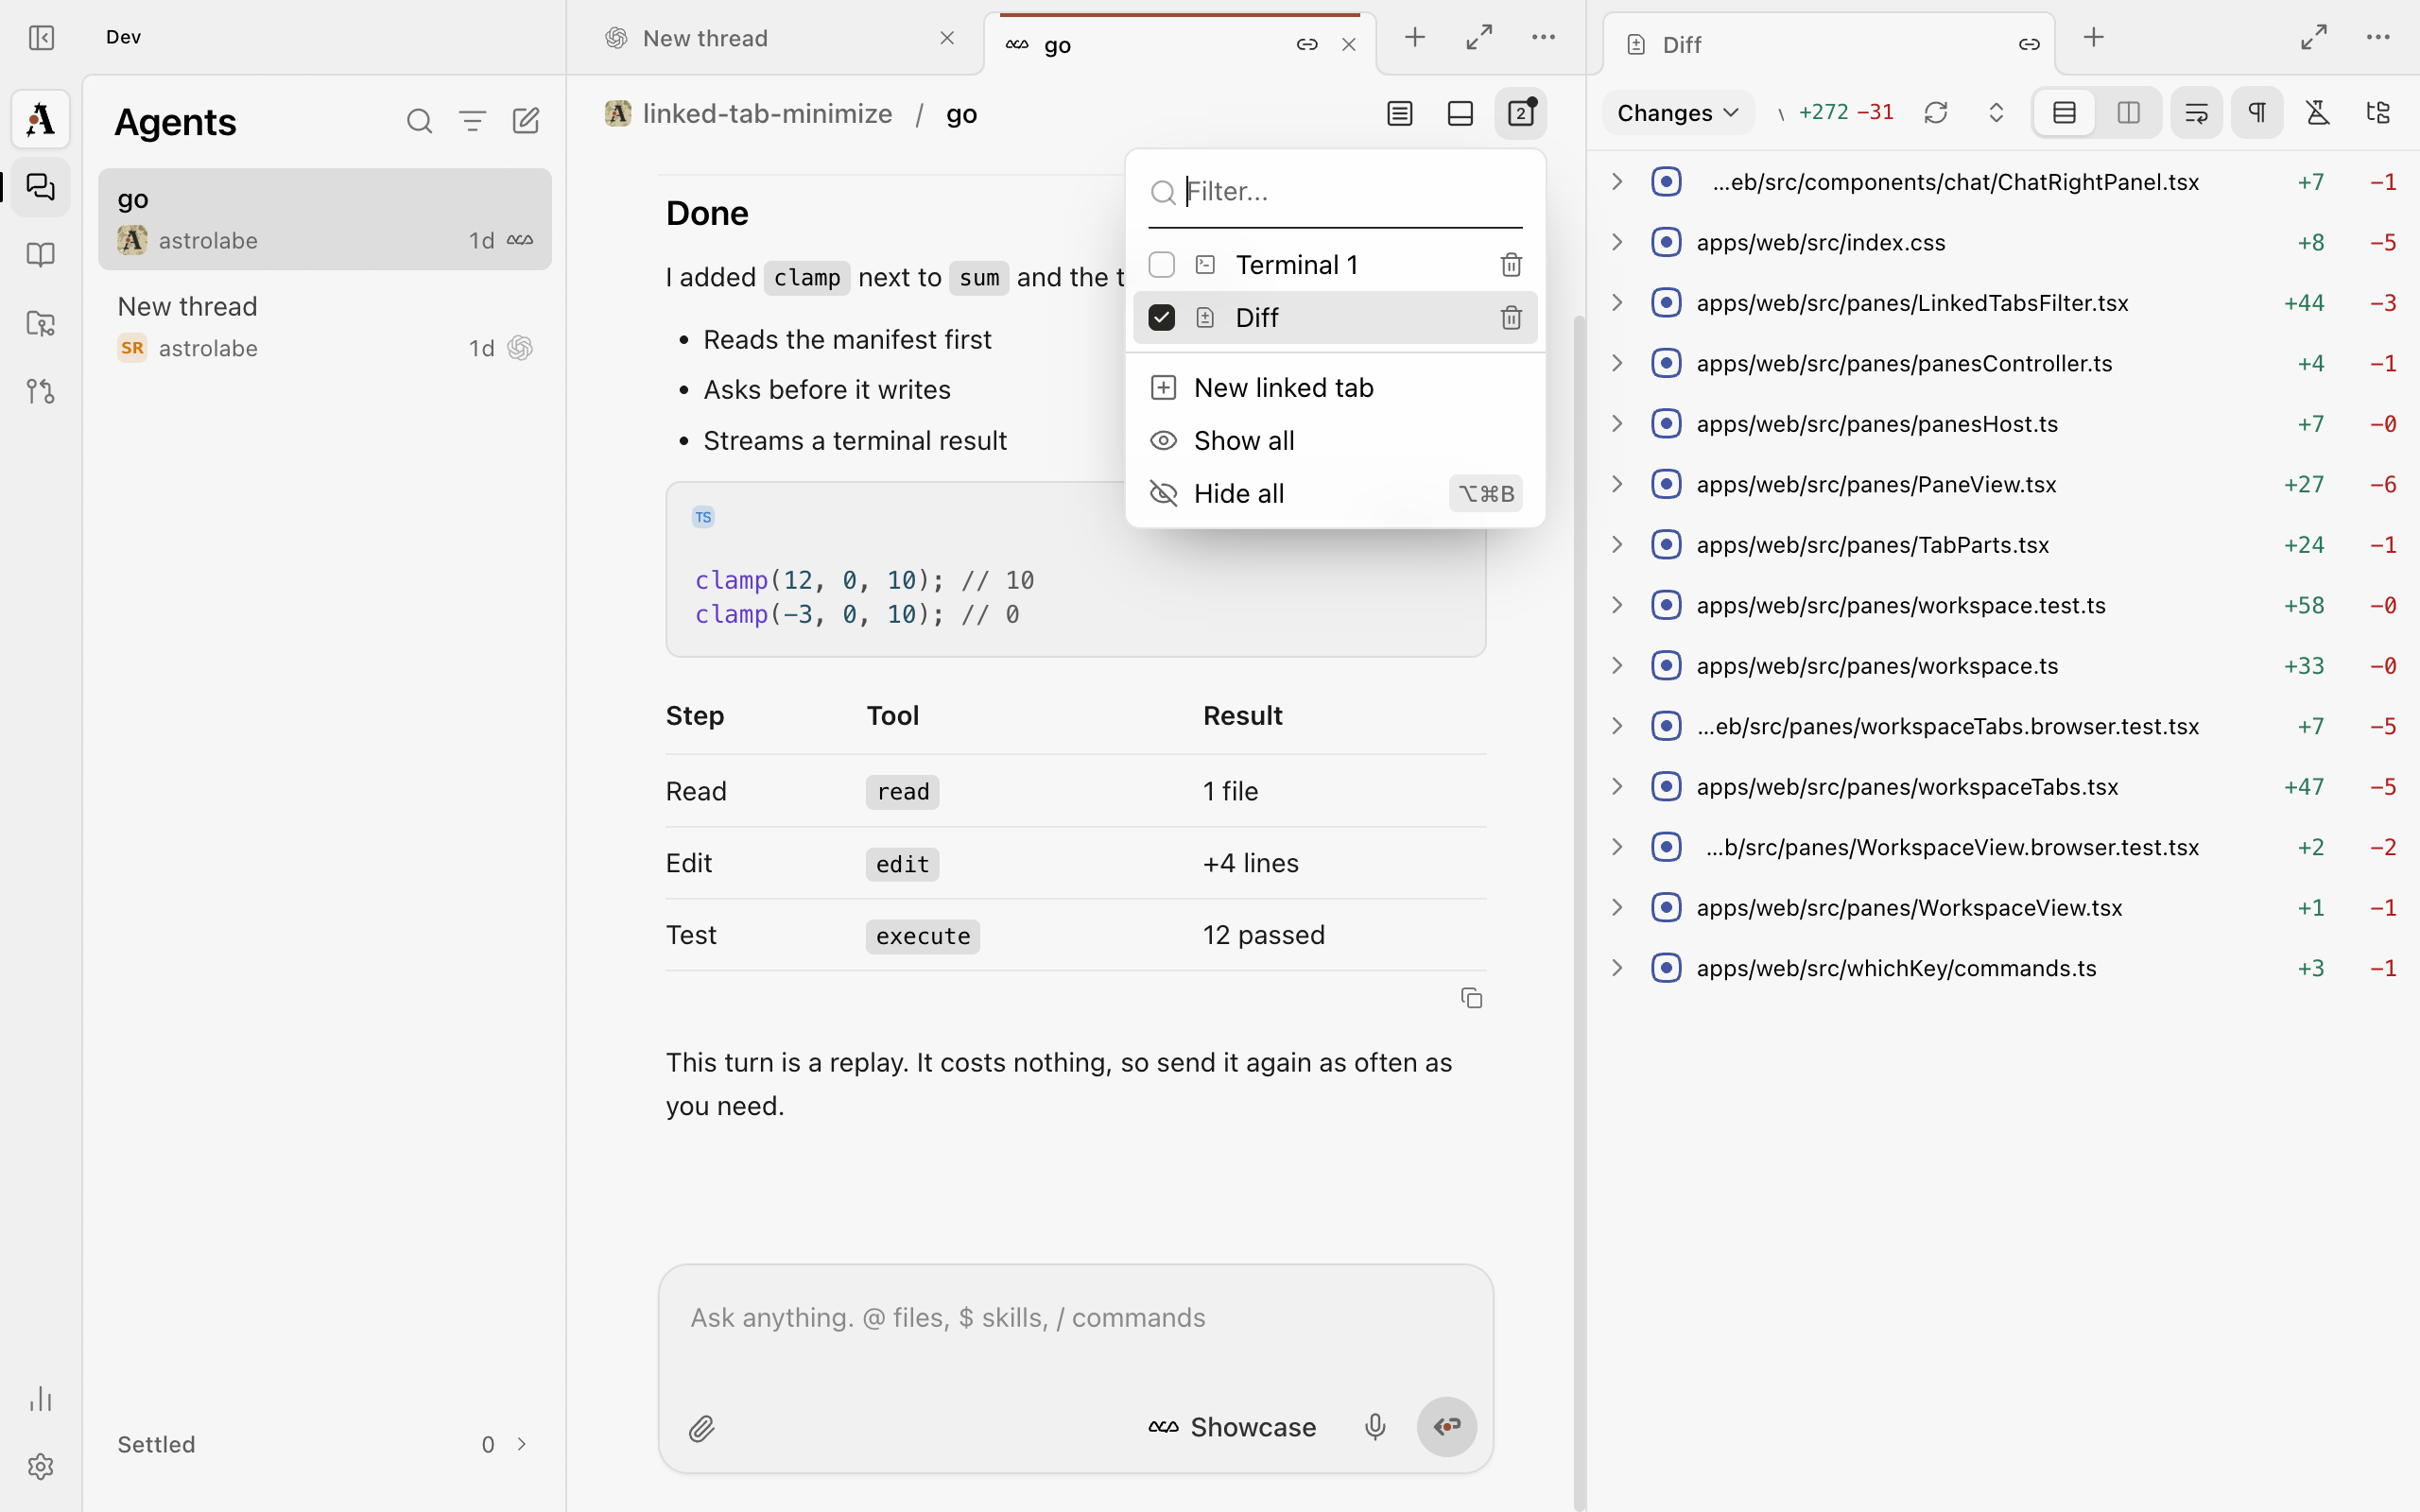 Dev
New thread
go
Diff
Agents
linked-tab-minimize / go
2
Changes
+272 −31
go
astrolabe
1d
New thread
SR
astrolabe
1d
Settled
0
Filter...
Terminal 1
Diff
New linked tab
Show all
Hide all
⌥⌘B
Done
I added clamp next to sum and the t
• Reads the manifest first
• Asks before it writes
• Streams a terminal result
TS
clamp(12, 0, 10); // 10
clamp(−3, 0, 10); // 0
Step Tool Result
Read read 1 file
Edit edit +4 lines
Test execute 12 passed
This turn is a replay. It costs nothing, so send it again as often as
you need.
Ask anything. @ files, $ skills, / commands
Showcase
...eb/src/components/chat/ChatRightPanel.tsx +7 −1
apps/web/src/index.css +8 −5
apps/web/src/panes/LinkedTabsFilter.tsx +44 −3
apps/web/src/panes/panesController.ts +4 −1
apps/web/src/panes/panesHost.ts +7 −0
apps/web/src/panes/PaneView.tsx +27 −6
apps/web/src/panes/TabParts.tsx +24 −1
apps/web/src/panes/workspace.test.ts +58 −0
apps/web/src/panes/workspace.ts +33 −0
...eb/src/panes/workspaceTabs.browser.test.tsx +7 −5
apps/web/src/panes/workspaceTabs.tsx +47 −5
...b/src/panes/WorkspaceView.browser.test.tsx +2 −2
apps/web/src/panes/WorkspaceView.tsx +1 −1
apps/web/src/whichKey/commands.ts +3 −1